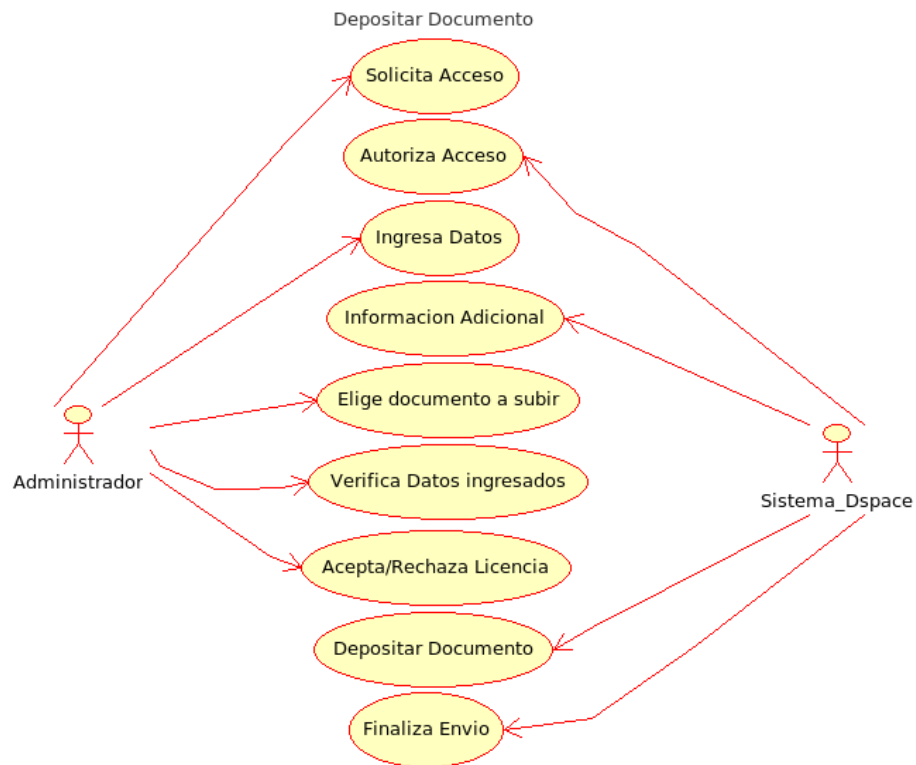 Depositar Documento
Solicita Acceso
Autoriza Acceso
Ingresa Datos
Informacion Adicional
Elige documento a subir
Administrador
Verifica Datos ingresados
Sistema_Dspace
Acepta/Rechaza Licencia
Depositar Documento
Finaliza Envio